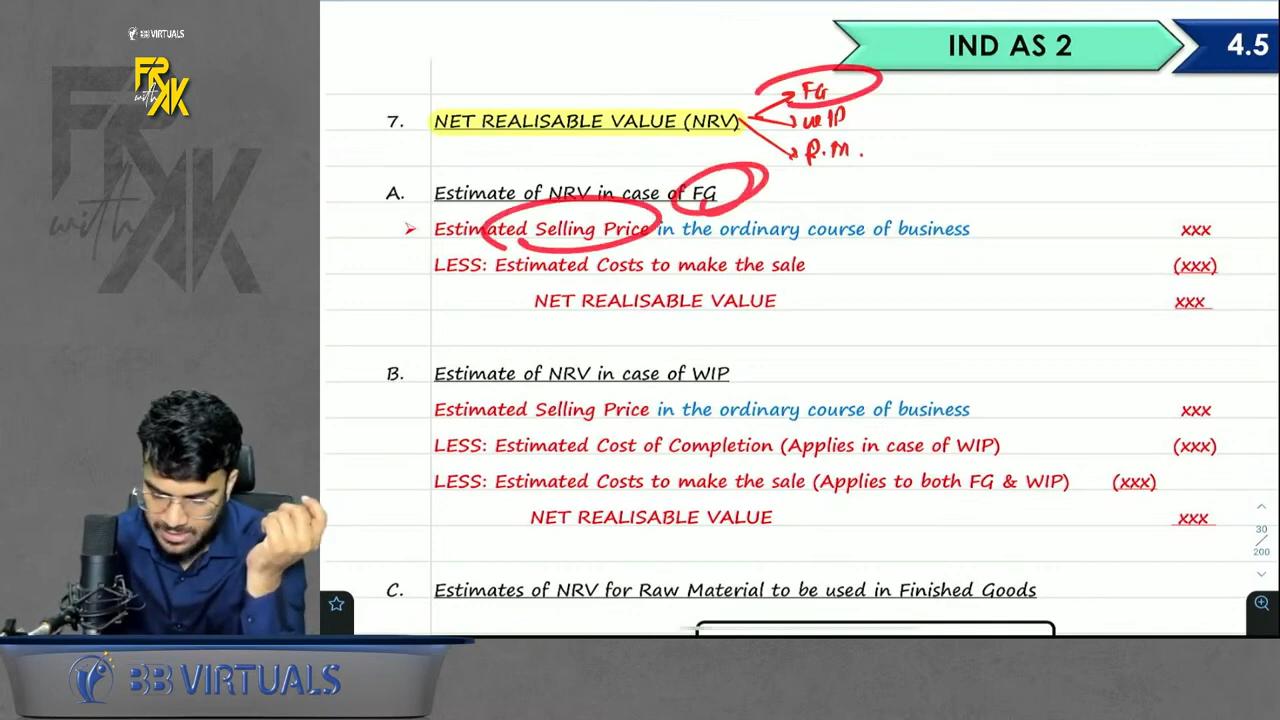 BB VIRTUALS
FR
with
AK
IND AS 2
4.5
FG
7. NET REALISABLE VALUE (NRV)
WIP
R.M.
A. Estimate of NRV in case of FG
➢ Estimated Selling Price in the ordinary course of business xxx
LESS: Estimated Costs to make the sale (xxx)
NET REALISABLE VALUE xxx
B. Estimate of NRV in case of WIP
Estimated Selling Price in the ordinary course of business xxx
LESS: Estimated Cost of Completion (Applies in case of WIP) (xxx)
LESS: Estimated Costs to make the sale (Applies to both FG & WIP) (xxx)
NET REALISABLE VALUE xxx
30
/
200
C. Estimates of NRV for Raw Material to be used in Finished Goods
BB VIRTUALS
FR
with
AK